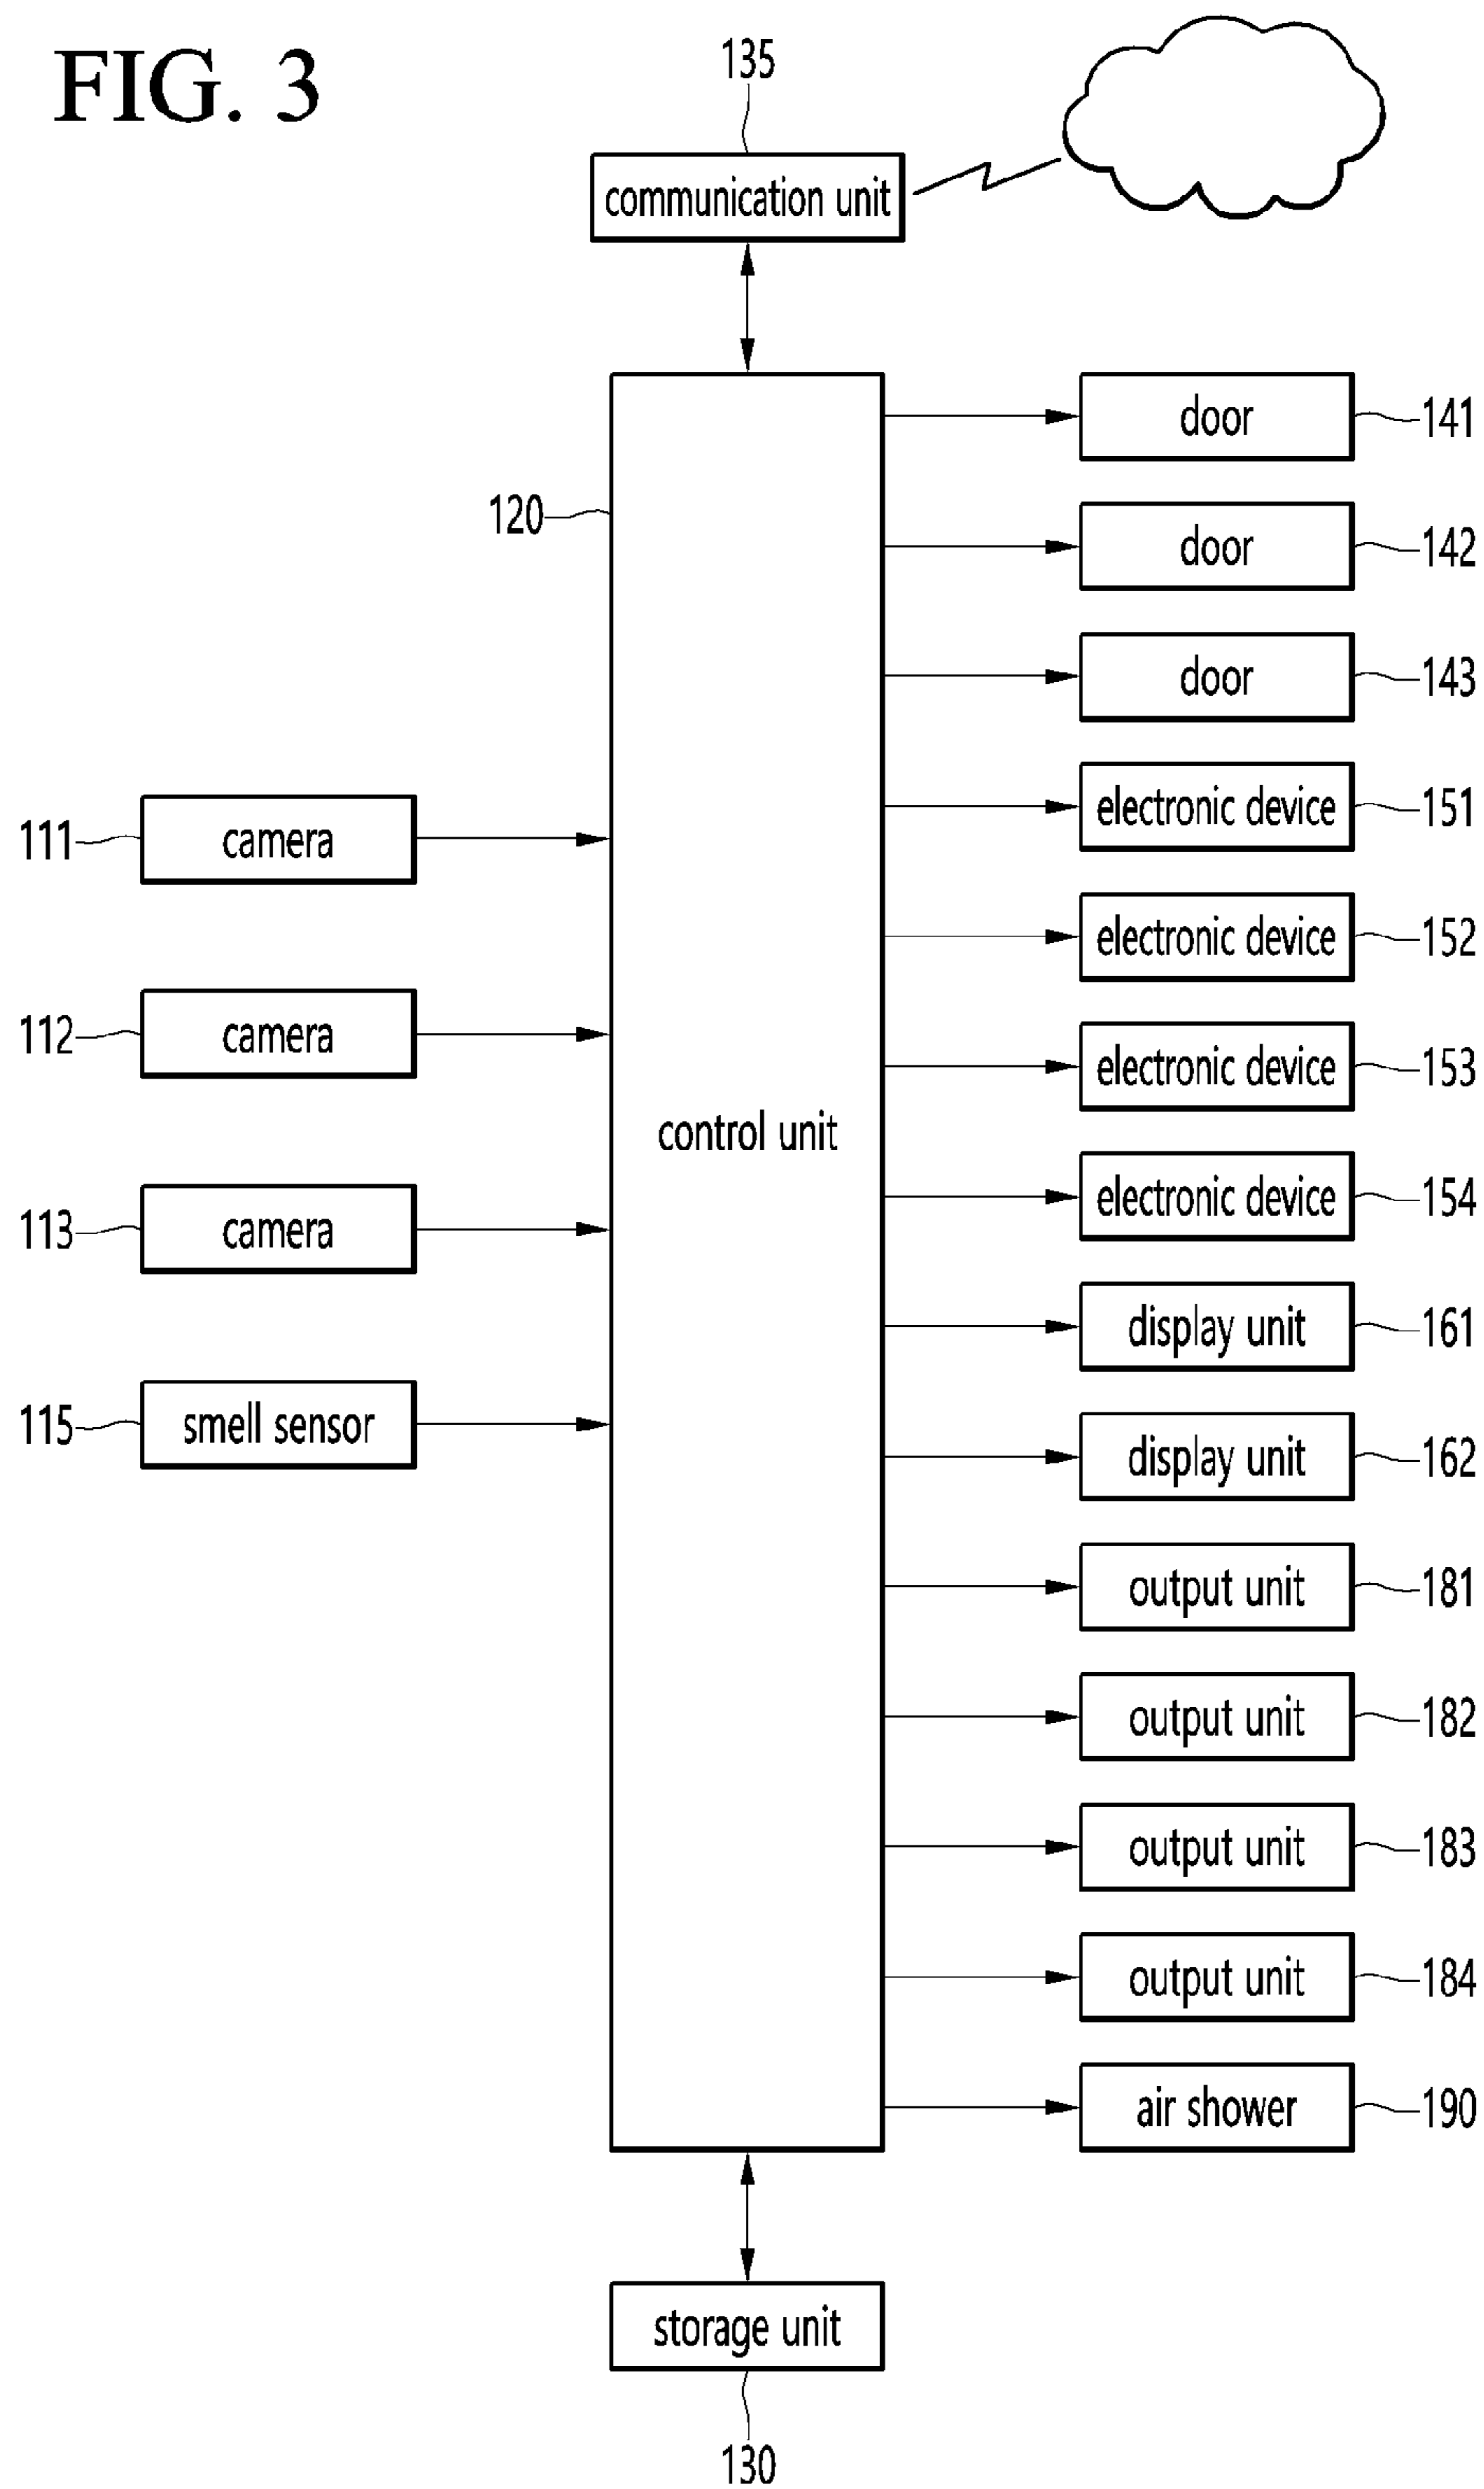 FIG. 3
135
communication unit
door 141
120
door 142
door 143
electronic device 151
111 camera
electronic device 152
112 camera
electronic device 153
control unit
electronic device 154
113 camera
display unit 161
115 smell sensor
display unit 162
output unit 181
output unit 182
output unit 183
output unit 184
air shower 190
storage unit
130